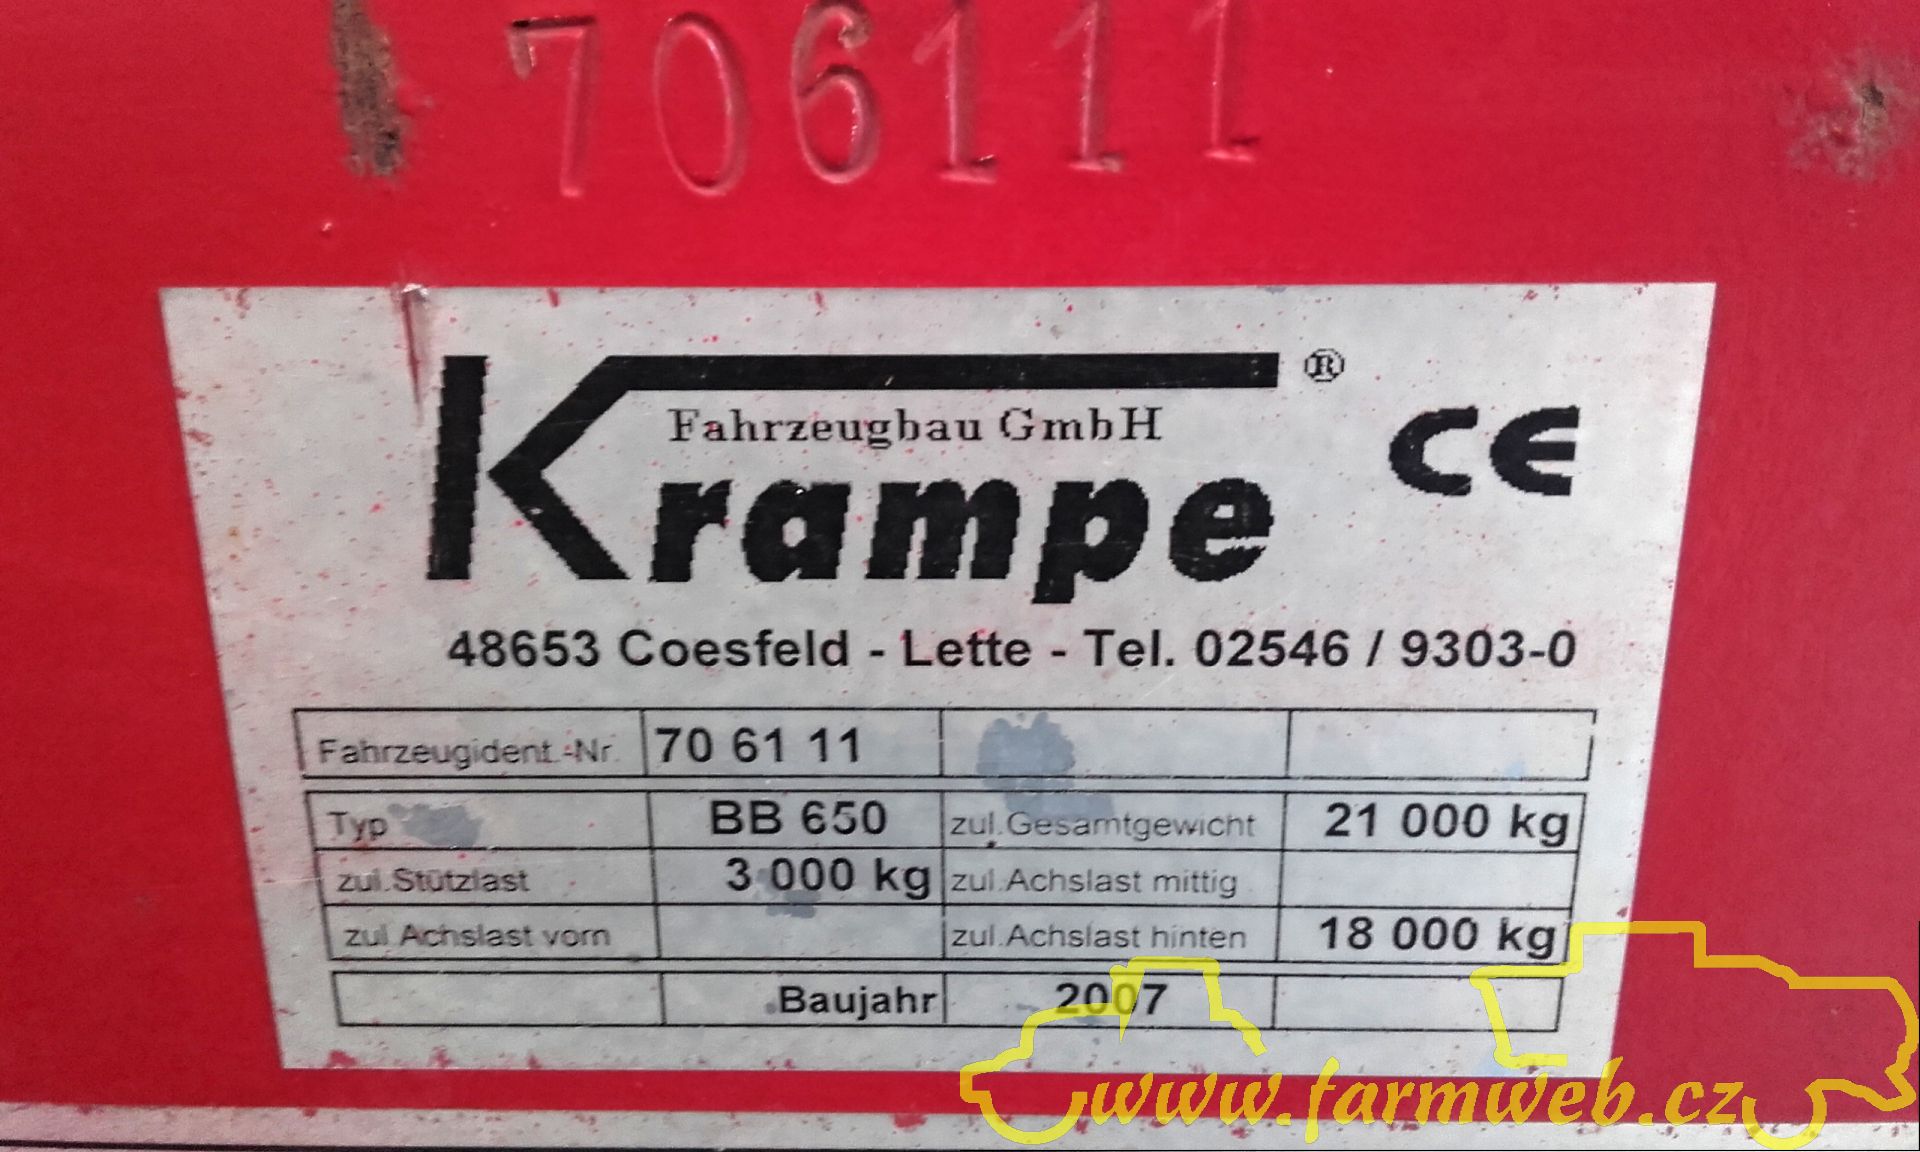 706111
Krampe ®
Fahrzeugbau GmbH
CE
48653 Coesfeld - Lette - Tel. 02546 / 9303-0
Fahrzeugident.-Nr. 70 61 11
Typ BB 650 zul.Gesamtgewicht 21 000 kg
zul.Stützlast 3 000 kg zul.Achslast mittig
zul.Achslast vorn zul.Achslast hinten 18 000 kg
Baujahr 2007
www.farmweb.cz